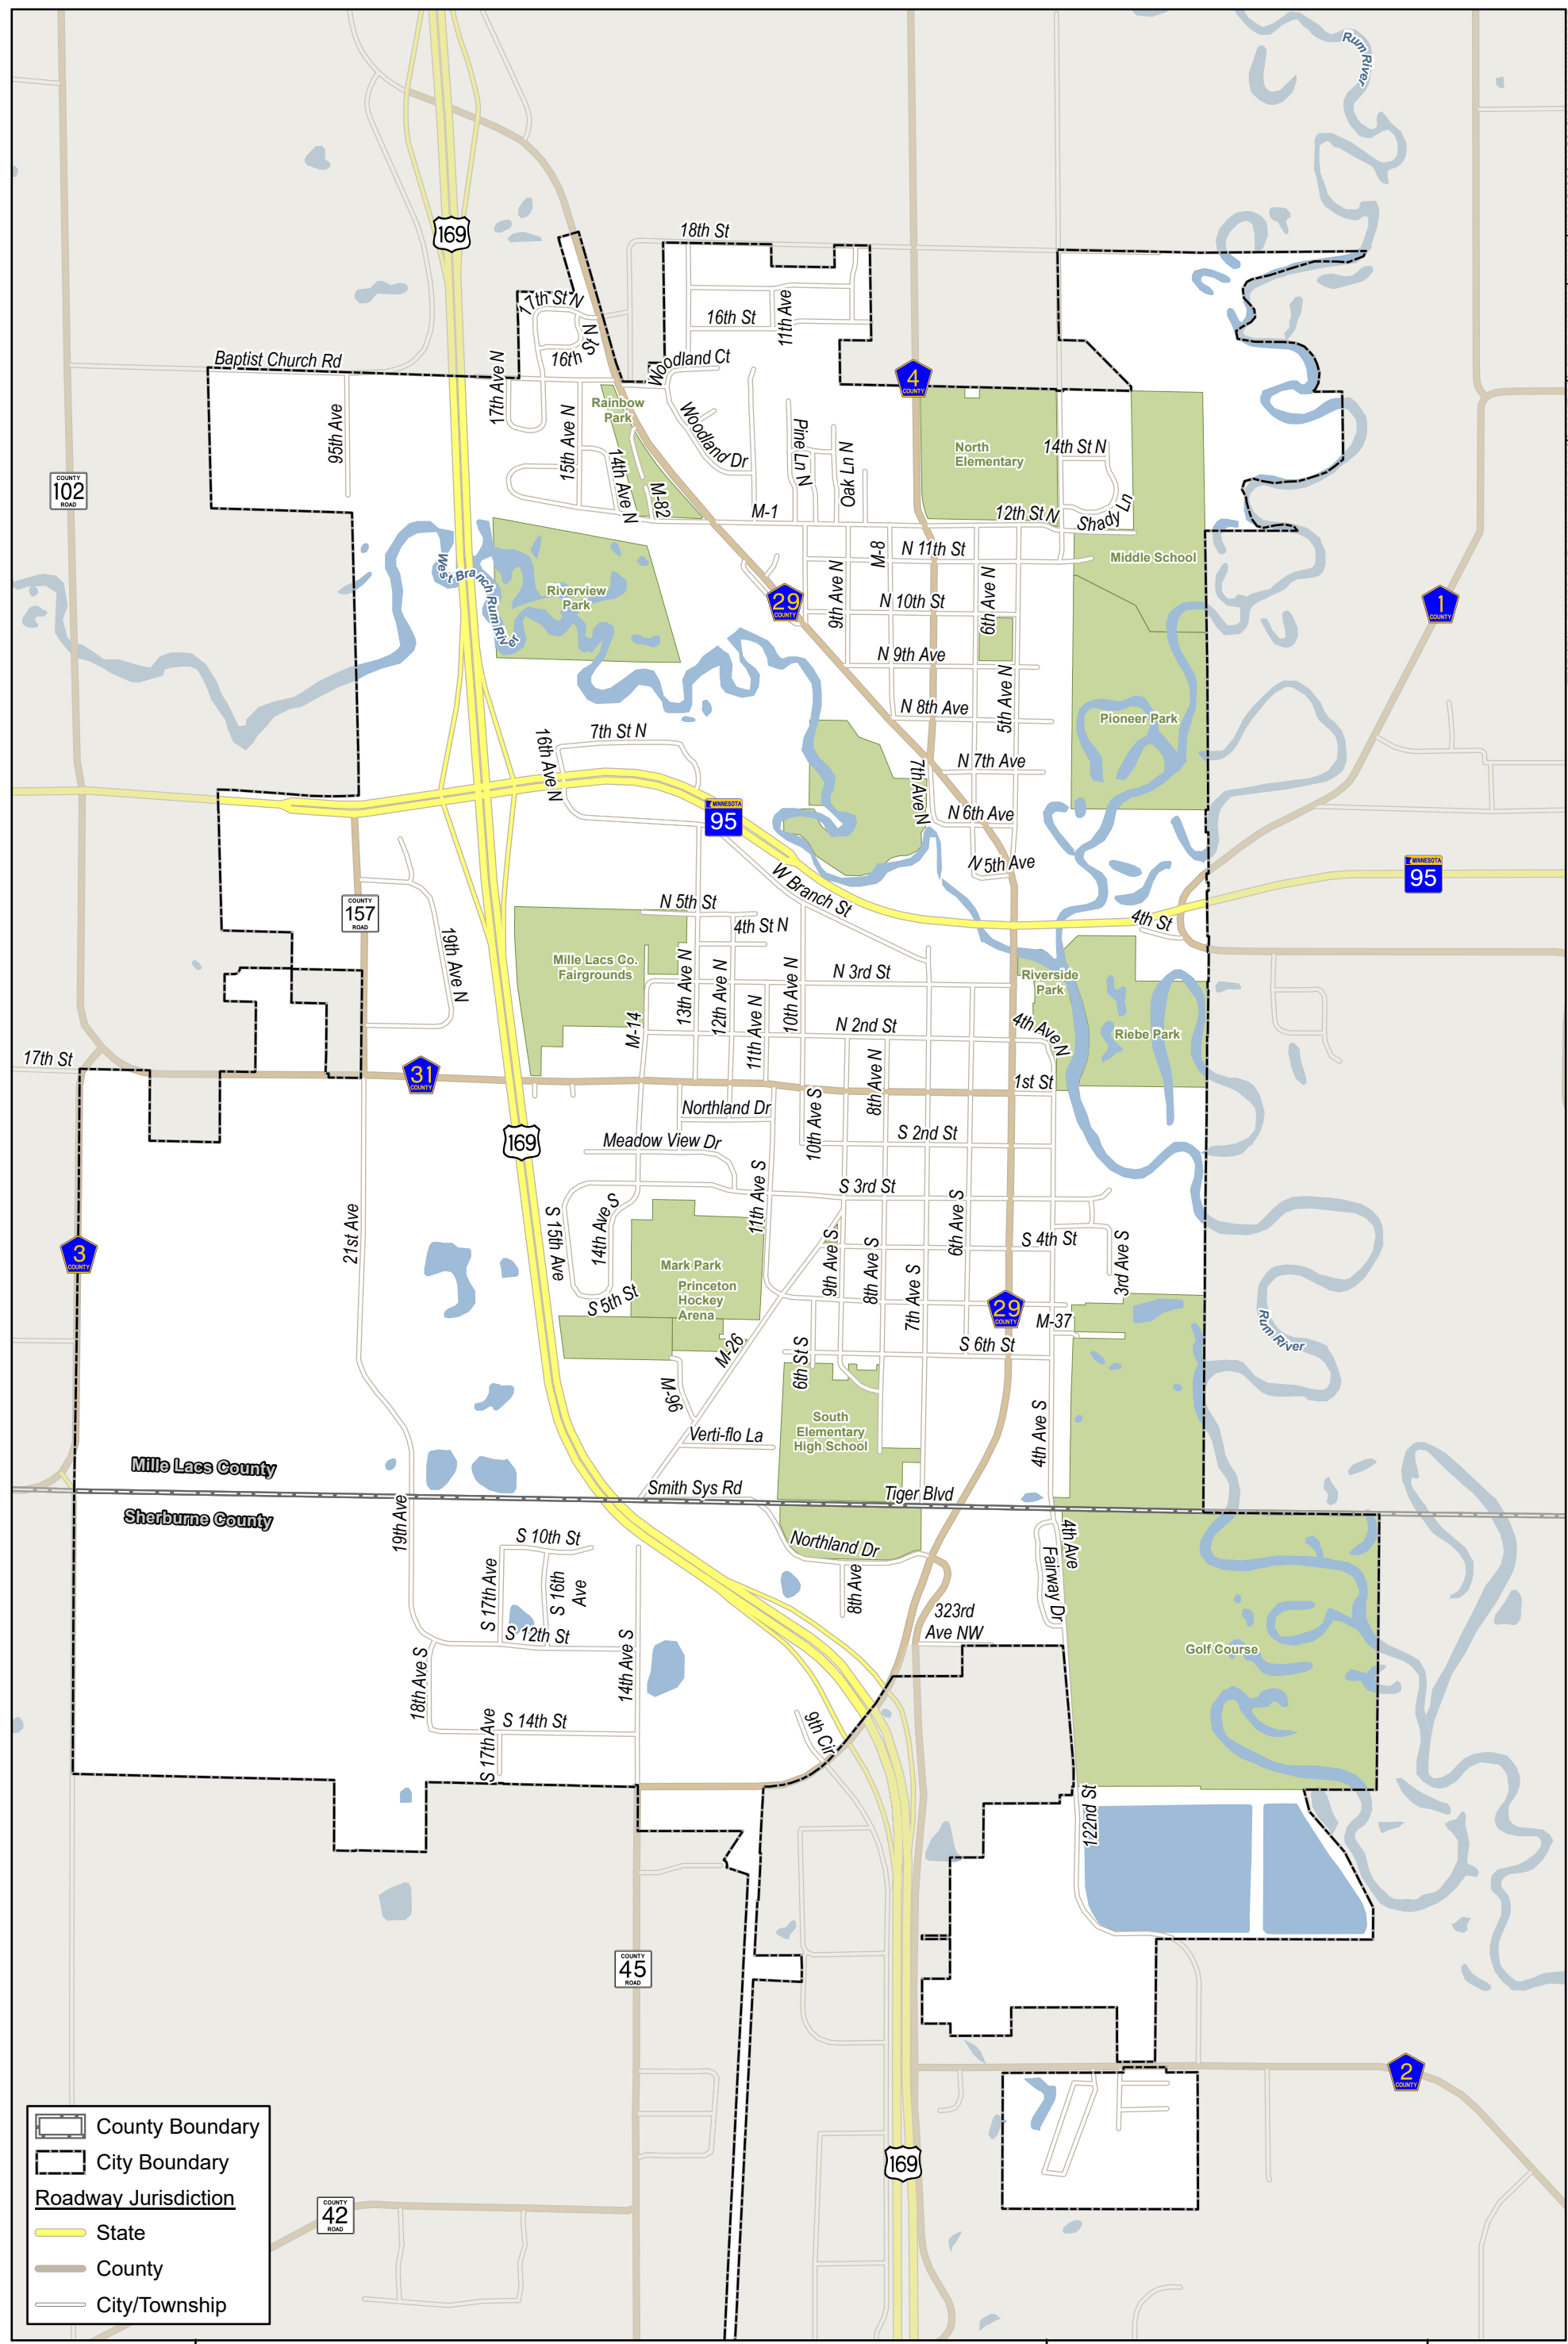 Rum River
169
18th St
17th St N
16th St N
16th St
11th Ave
Baptist Church Rd
Woodland Ct
17th Ave N
95th Ave
4
COUNTY
Rainbow
Park
Woodland Dr
15th Ave N
14th Ave N
M-82
Pine Ln N
Oak Ln N
North
Elementary
14th St N
COUNTY
102
ROAD
M-1
12th St N
Shady Ln
M-8
N 11th St
Middle School
West Branch Rum River
Riverview
Park
29
COUNTY
9th Ave N
N 10th St
6th Ave N
1
COUNTY
N 9th Ave
5th Ave N
N 8th Ave
Pioneer Park
7th St N
16th Ave N
N 7th Ave
7th Ave N
MINNESOTA
95
N 6th Ave
N 5th Ave
MINNESOTA
95
W Branch St
COUNTY
157
ROAD
N 5th St
4th St N
4th St
19th Ave N
Mille Lacs Co.
Fairgrounds
13th Ave N
12th Ave N
10th Ave N
N 3rd St
Riverside
Park
11th Ave N
M-14
N 2nd St
4th Ave N
Riebe Park
17th St
31
COUNTY
8th Ave N
1st St
Northland Dr
10th Ave S
169
Meadow View Dr
S 2nd St
11th Ave S
S 3rd St
21st Ave
S 15th Ave
14th Ave S
6th Ave S
S 4th St
3rd Ave S
3
COUNTY
9th Ave S
8th Ave S
7th Ave S
Mark Park
Princeton
Hockey
Arena
S 5th St
29
COUNTY
M-37
Rum River
M-26
6th St S
S 6th St
M-96
4th Ave S
South
Elementary
High School
Verti-flo La
Mille Lacs County
Smith Sys Rd
Tiger Blvd
Sherburne County
19th Ave
S 10th St
Northland Dr
4th Ave
Fairway Dr
S 17th Ave
S 16th
Ave
8th Ave
323rd
Ave NW
S 12th St
14th Ave S
Golf Course
18th Ave S
S 14th St
S 17th Ave
9th Cir
122nd St
COUNTY
45
ROAD
2
COUNTY
169
COUNTY
42
ROAD
County Boundary
City Boundary
Roadway Jurisdiction
State
County
City/Township